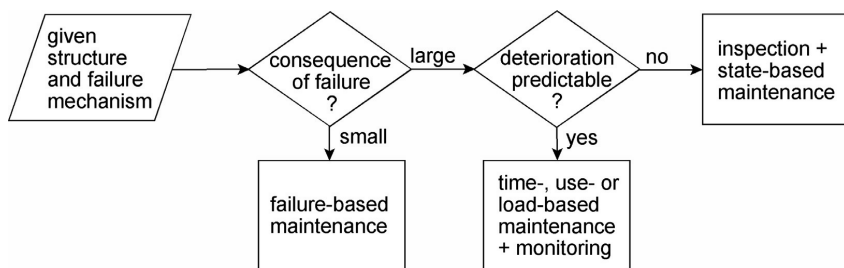 given
structure
and failure
mechanism
consequence
of failure
?
large
small
failure-based
maintenance
deterioration
predictable
?
no
yes
time-, use- or
load-based
maintenance
+ monitoring
inspection +
state-based
maintenance